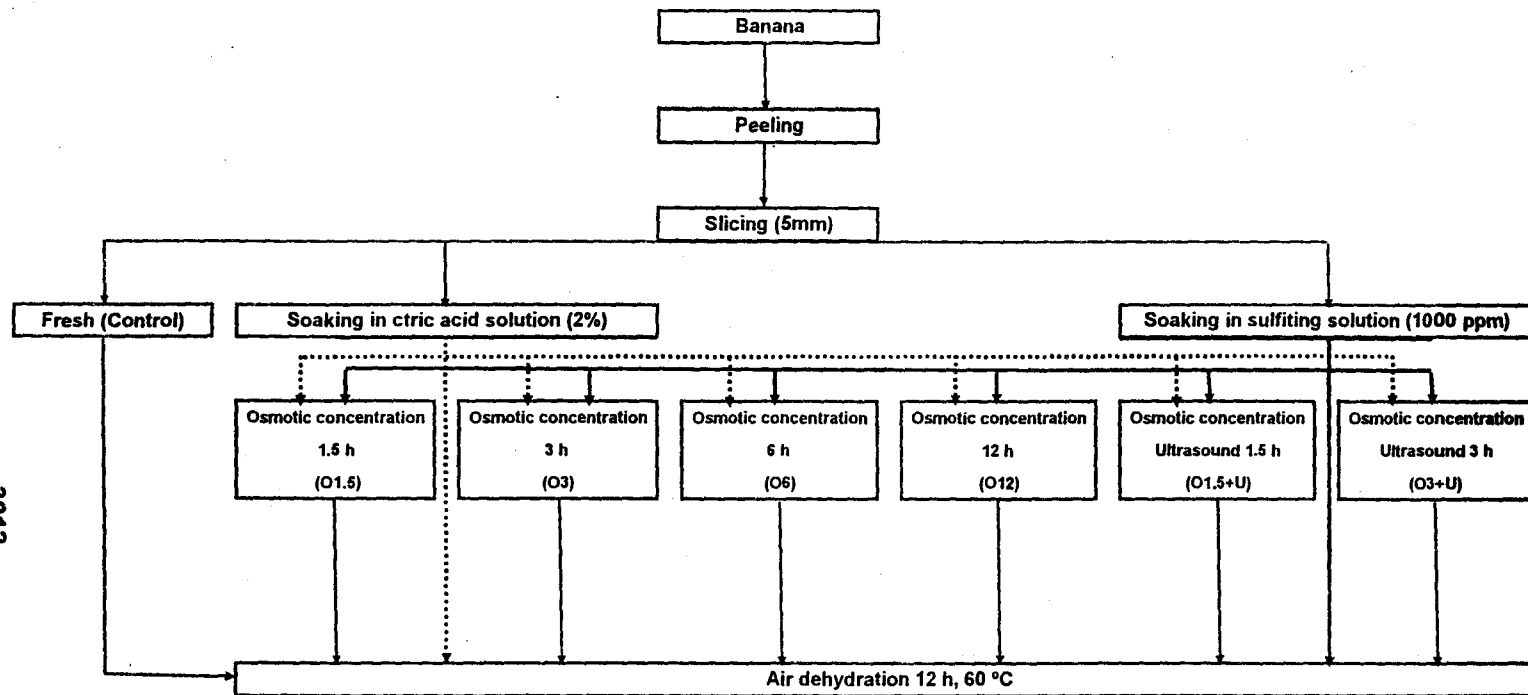 Banana
Peeling
Slicing (5mm)
Fresh (Control)
Soaking in ctric acid solution (2%)
Soaking in sulfiting solution (1000 ppm)
Osmotic concentration
1.5 h
(O1.5)
Osmotic concentration
3 h
(O3)
Osmotic concentration
6 h
(O6)
Osmotic concentration
12 h
(O12)
Osmotic concentration
Ultrasound 1.5 h
(O1.5+U)
Osmotic concentration
Ultrasound 3 h
(O3+U)
Air dehydration 12 h, 60 ºC